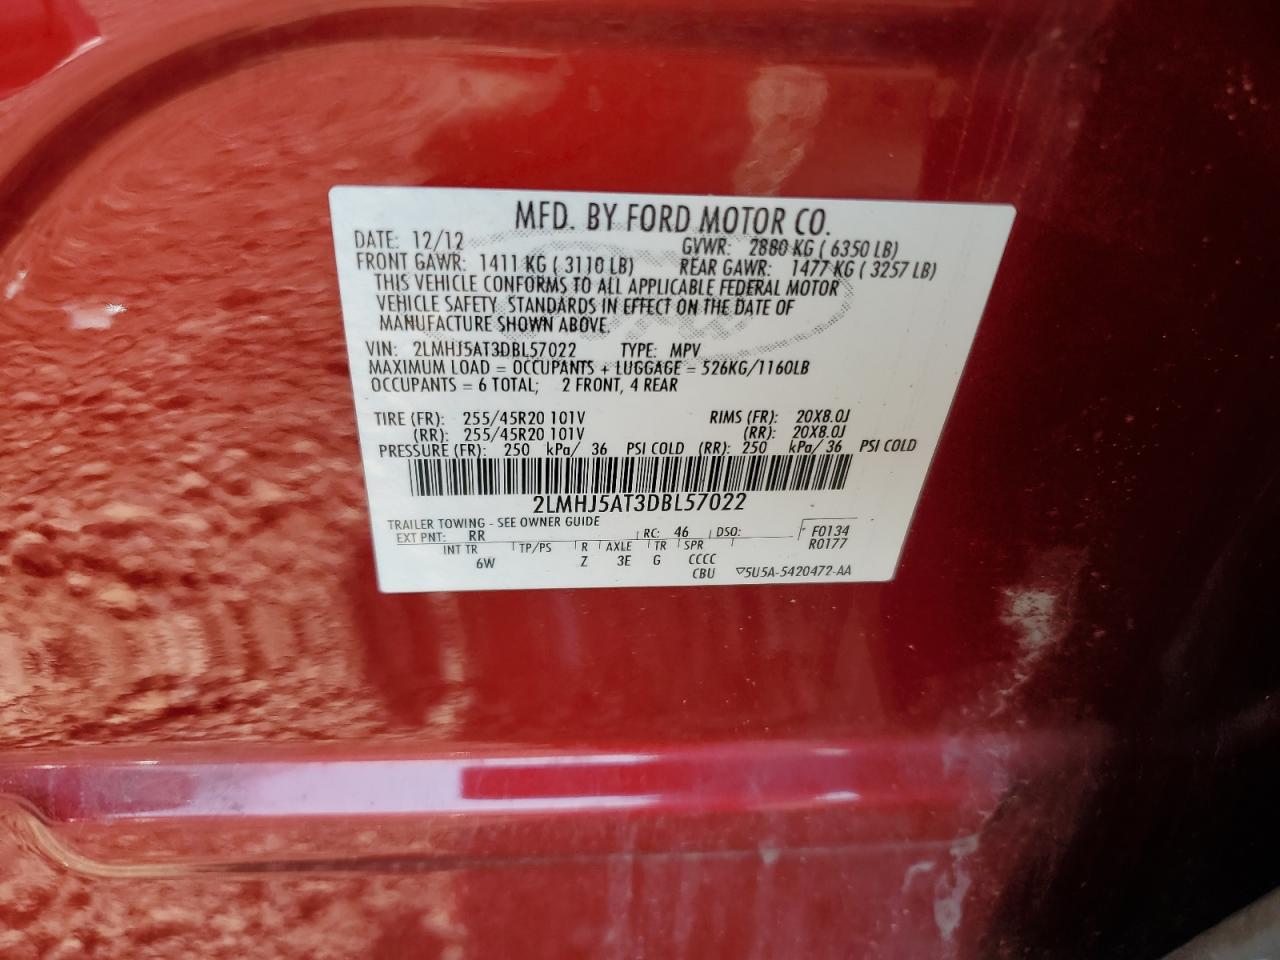 MFD. BY FORD MOTOR CO.
DATE: 12/12 GVWR: 2880 KG ( 6350 LB)
FRONT GAWR: 1411 KG ( 3110 LB) REAR GAWR: 1477 KG ( 3257 LB)
THIS VEHICLE CONFORMS TO ALL APPLICABLE FEDERAL MOTOR
VEHICLE SAFETY STANDARDS IN EFFECT ON THE DATE OF
MANUFACTURE SHOWN ABOVE.
VIN: 2LMHJ5AT3DBL57022 TYPE: MPV
MAXIMUM LOAD = OCCUPANTS + LUGGAGE = 526KG/1160LB
OCCUPANTS = 6 TOTAL; 2 FRONT, 4 REAR
TIRE (FR): 255/45R20 101V RIMS (FR): 20X8.0J
(RR): 255/45R20 101V (RR): 20X8.0J
PRESSURE (FR): 250 kPa/ 36 PSI COLD (RR): 250 kPa/ 36 PSI COLD
2LMHJ5AT3DBL57022
TRAILER TOWING - SEE OWNER GUIDE
EXT PNT: RR RC: 46 DSO: F0134
R0177
INT TR TP/PS R AXLE TR SPR
6W Z 3E G CCCC
CBU ▽5U5A-5420472-AA